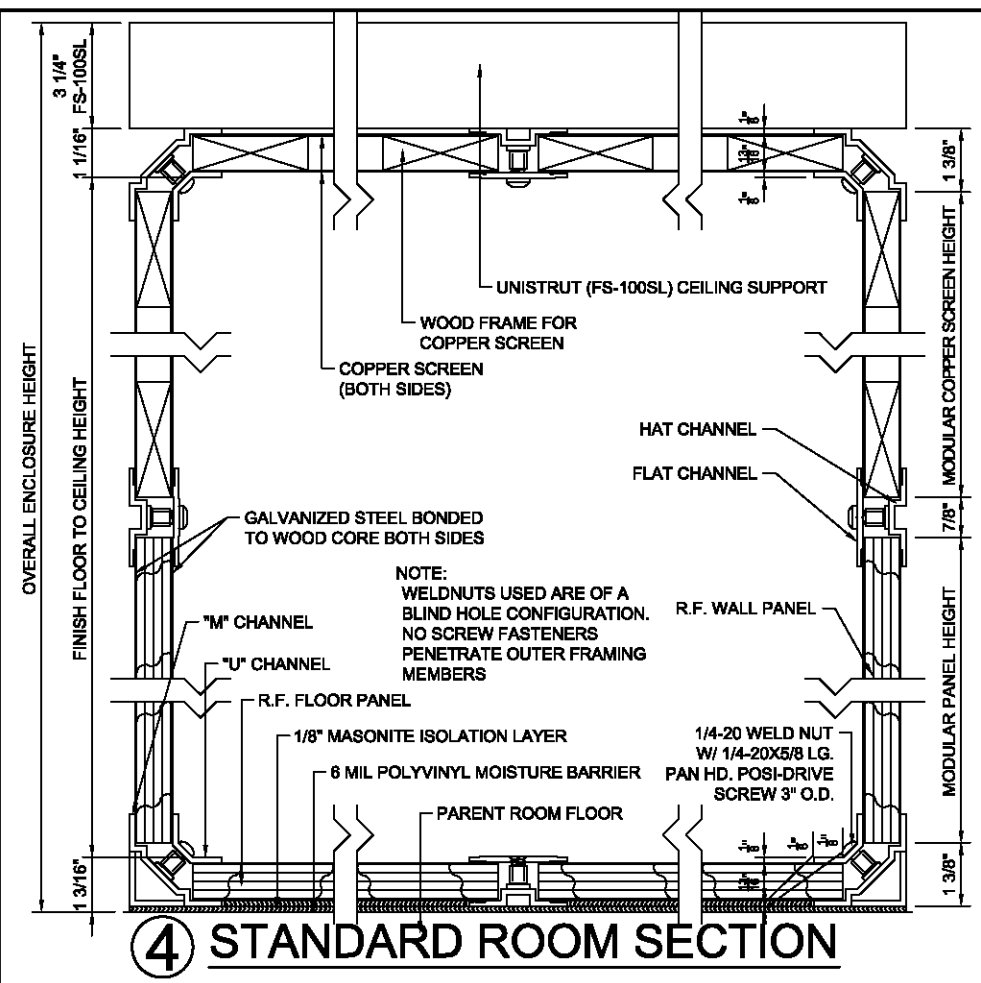 3 1/4"
FS-100SL
1 1/16"
1 3/8"
UNISTRUT (FS-100SL) CEILING SUPPORT
WOOD FRAME FOR
COPPER SCREEN
COPPER SCREEN
(BOTH SIDES)
OVERALL ENCLOSURE HEIGHT
FINISH FLOOR TO CEILING HEIGHT
MODULAR COPPER SCREEN HEIGHT
HAT CHANNEL
FLAT CHANNEL
7/8"
GALVANIZED STEEL BONDED
TO WOOD CORE BOTH SIDES
NOTE:
WELDNUTS USED ARE OF A
BLIND HOLE CONFIGURATION.
NO SCREW FASTENERS
PENETRATE OUTER FRAMING
MEMBERS
R.F. WALL PANEL
"M" CHANNEL
"U" CHANNEL
R.F. FLOOR PANEL
1/8" MASONITE ISOLATION LAYER
6 MIL POLYVINYL MOISTURE BARRIER
PARENT ROOM FLOOR
1/4-20 WELD NUT
W/ 1/4-20X5/8 LG.
PAN HD. POSI-DRIVE
SCREW 3" O.D.
MODULAR PANEL HEIGHT
1 3/16"
1 3/8"
4 STANDARD ROOM SECTION